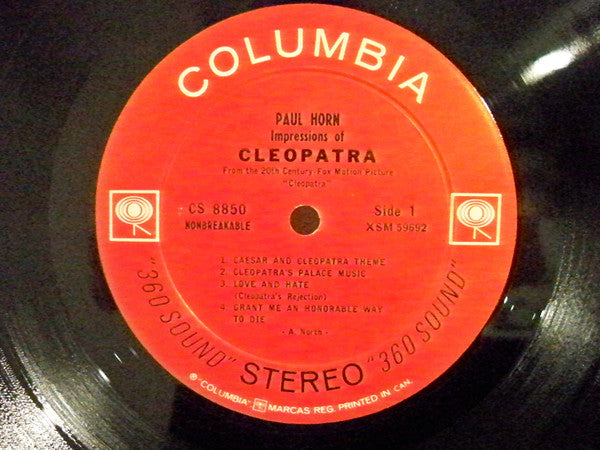 COLUMBIA
PAUL HORN
Impressions of
CLEOPATRA
From the 20th Century-Fox Motion Picture
"Cleopatra"
CS 8850
NONBREAKABLE
Side 1
XSM 59692
1. CAESAR AND CLEOPATRA THEME
2. CLEOPATRA'S PALACE MUSIC
3. LOVE AND HATE
(Cleopatra's Rejection)
4. GRANT ME AN HONORABLE WAY
TO DIE
- A. North -
"360 SOUND" STEREO "360 SOUND"
® "COLUMBIA" MARCAS REG. PRINTED IN CAN.